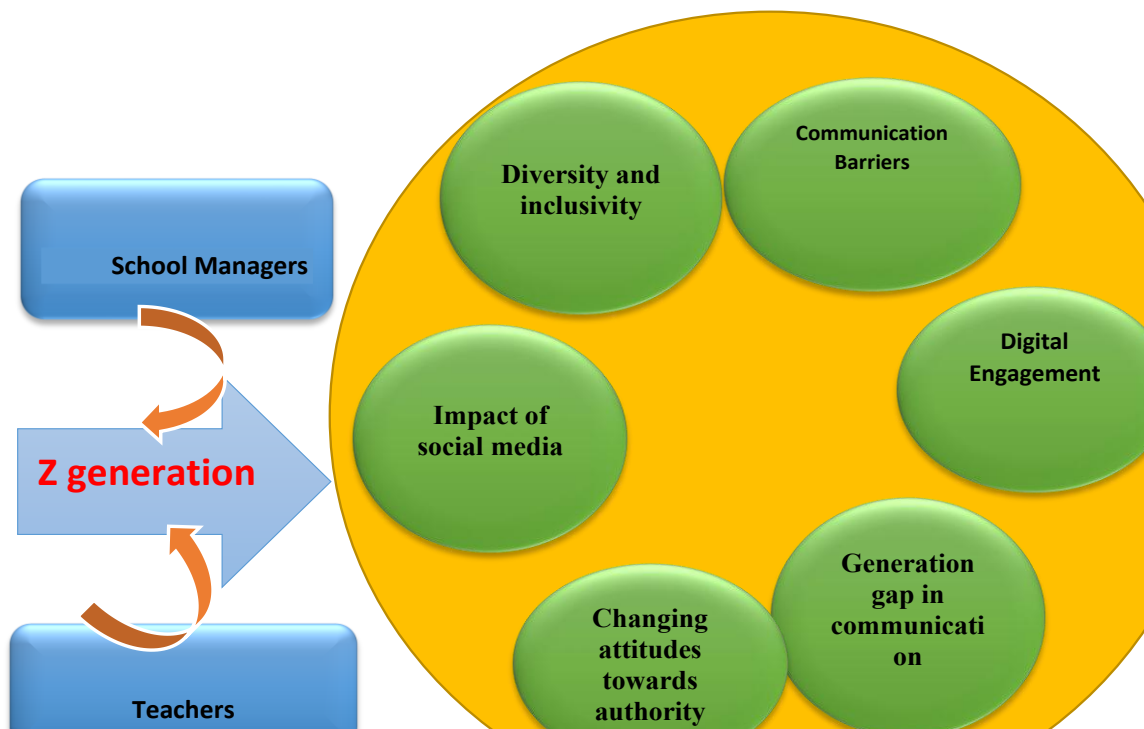 School Managers
Z generation
Teachers
Diversity and
inclusivity
Communication
Barriers
Impact of
social media
Digital
Engagement
Changing
attitudes
towards
authority
Generation
gap in
communicati
on